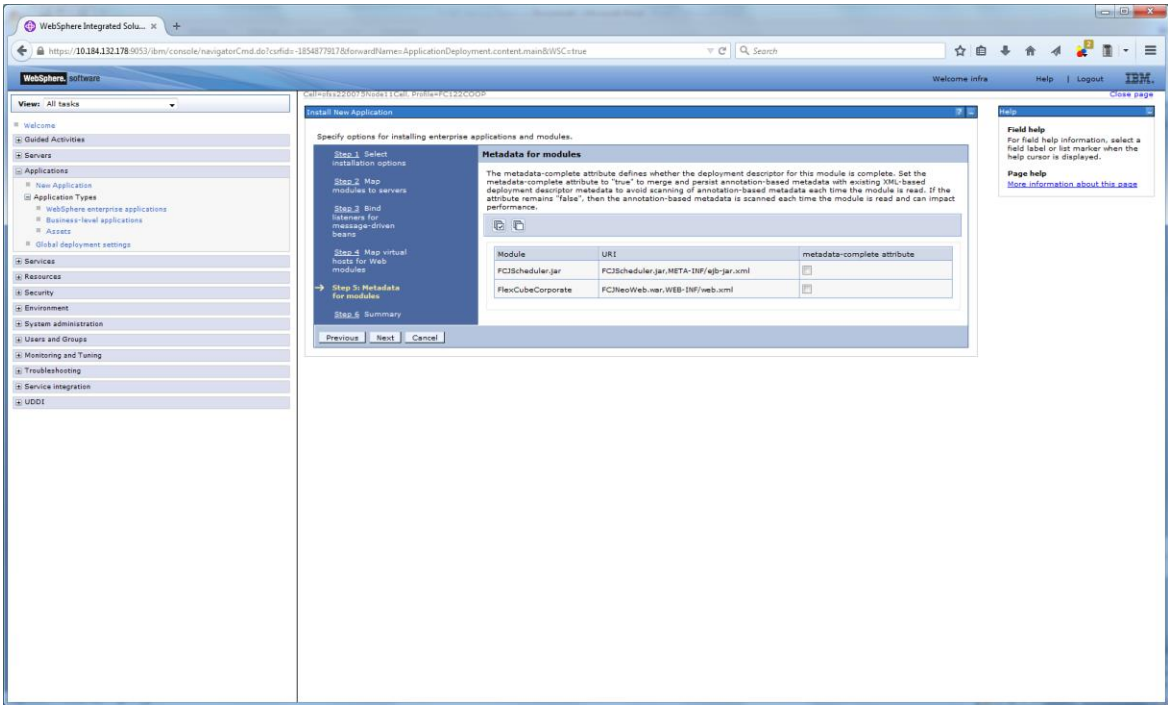 WebSphere Integrated Solu... × +
https://10.184.132.178:9053/ibm/console/navigatorCmd.do?csrfid=-1854877917&forwardName=ApplicationDeployment.content.main&WSC=true
Search
2
WebSphere. software
Welcome infra
Help | Logout
IBM.
View: All tasks
Welcome
Guided Activities
Servers
Applications
New Application
Application Types
WebSphere enterprise applications
Business-level applications
Assets
Global deployment settings
Services
Resources
Security
Environment
System administration
Users and Groups
Monitoring and Tuning
Troubleshooting
Service integration
UDDI
Profile=FC122COOP
Close page
Install New Application
?
Specify options for installing enterprise applications and modules.
Step 1 Select
installation options
Step 2 Map
modules to servers
Step 3 Bind
listeners for
message-driven
beans
Step 4 Map virtual
hosts for Web
modules
Step 5: Metadata
for modules
Step 6 Summary
Metadata for modules
The metadata-complete attribute defines whether the deployment descriptor for this module is complete. Set the
metadata-complete attribute to "true" to merge and persist annotation-based metadata with existing XML-based
deployment descriptor metadata to avoid scanning of annotation-based metadata each time the module is read. If the
attribute remains "false", then the annotation-based metadata is scanned each time the module is read and can impact
performance.
Module URI metadata-complete attribute
FCJScheduler.jar FCJScheduler.jar,META-INF/ejb-jar.xml
FlexCubeCorporate FCJNeoWeb.war,WEB-INF/web.xml
Previous Next Cancel
Help
Field help
For field help information, select a
field label or list marker when the
help cursor is displayed.
Page help
More information about this page